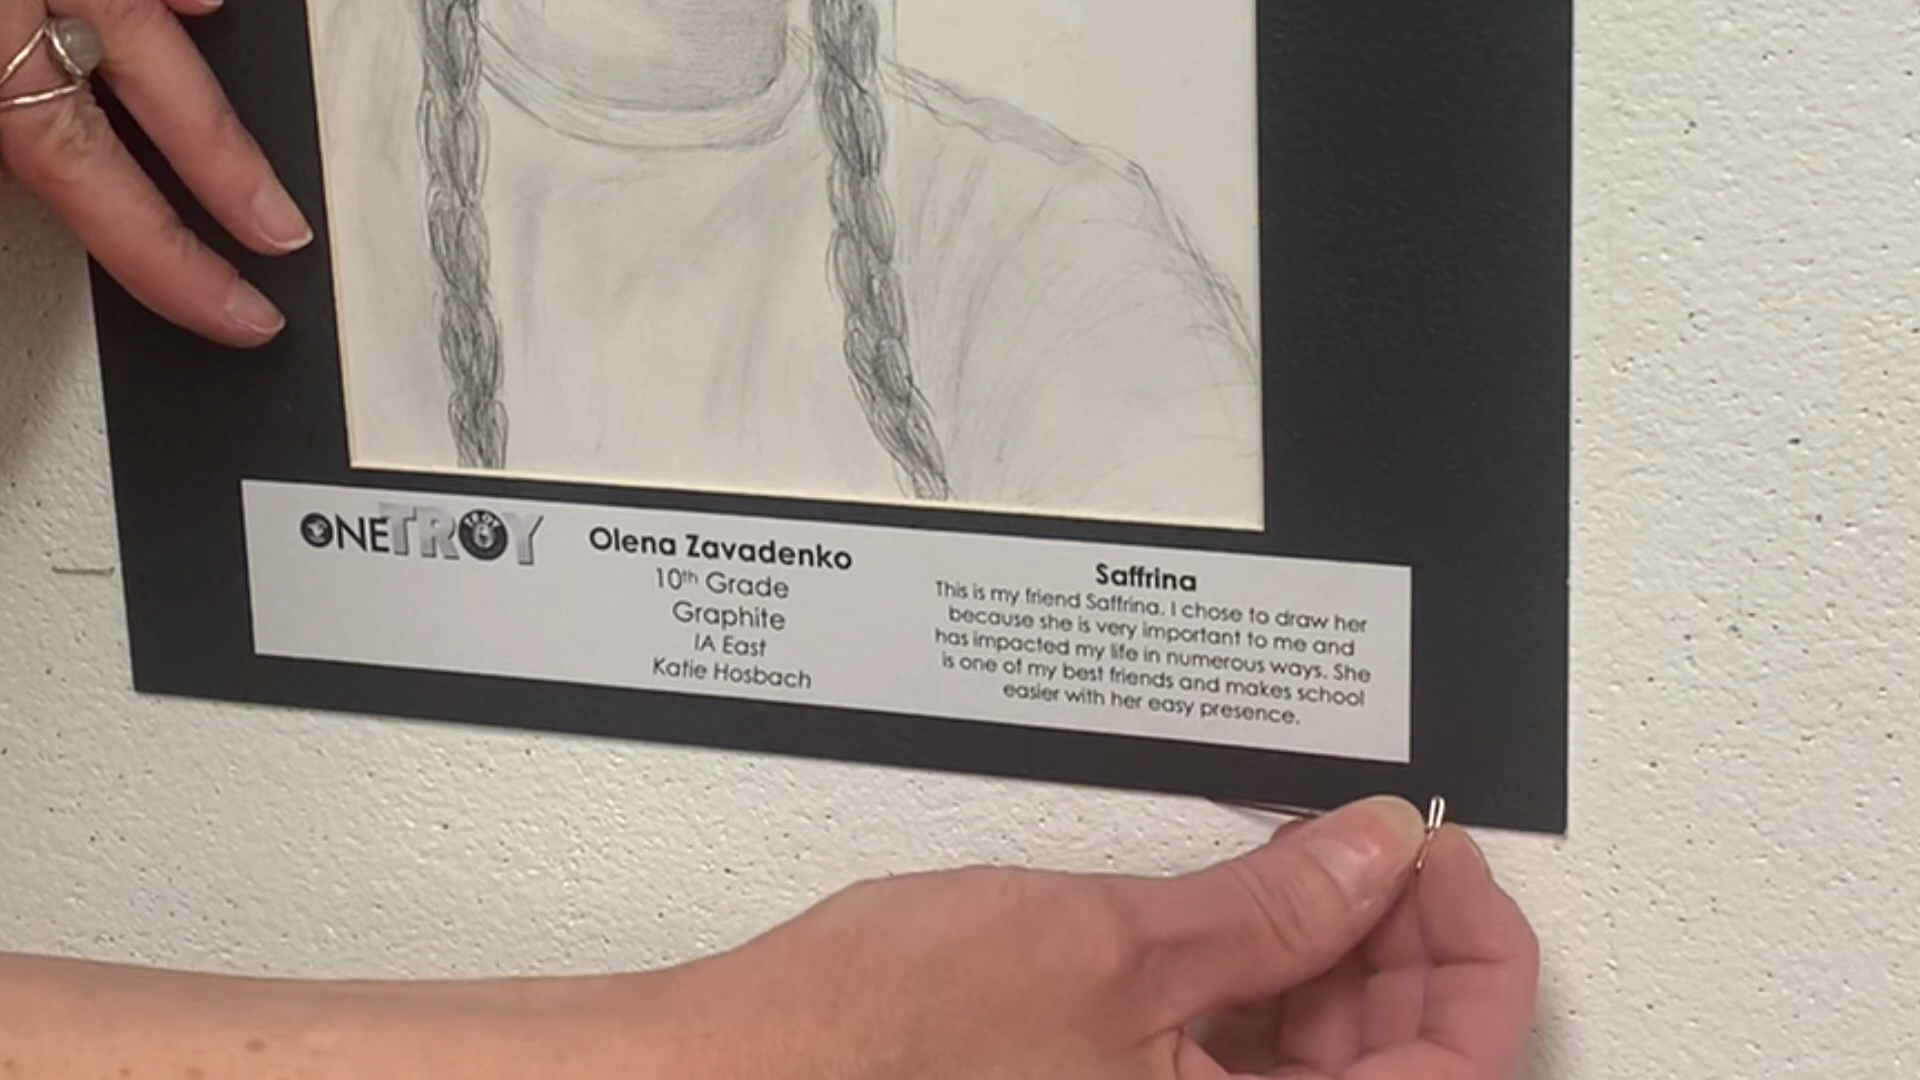 ONETROY
Olena Zavadenko
10th Grade
Graphite
IA East
Katie Hosbach
Saffrina
This is my friend Saffrina. I chose to draw her
because she is very important to me and
has impacted my life in numerous ways. She
is one of my best friends and makes school
easier with her easy presence.